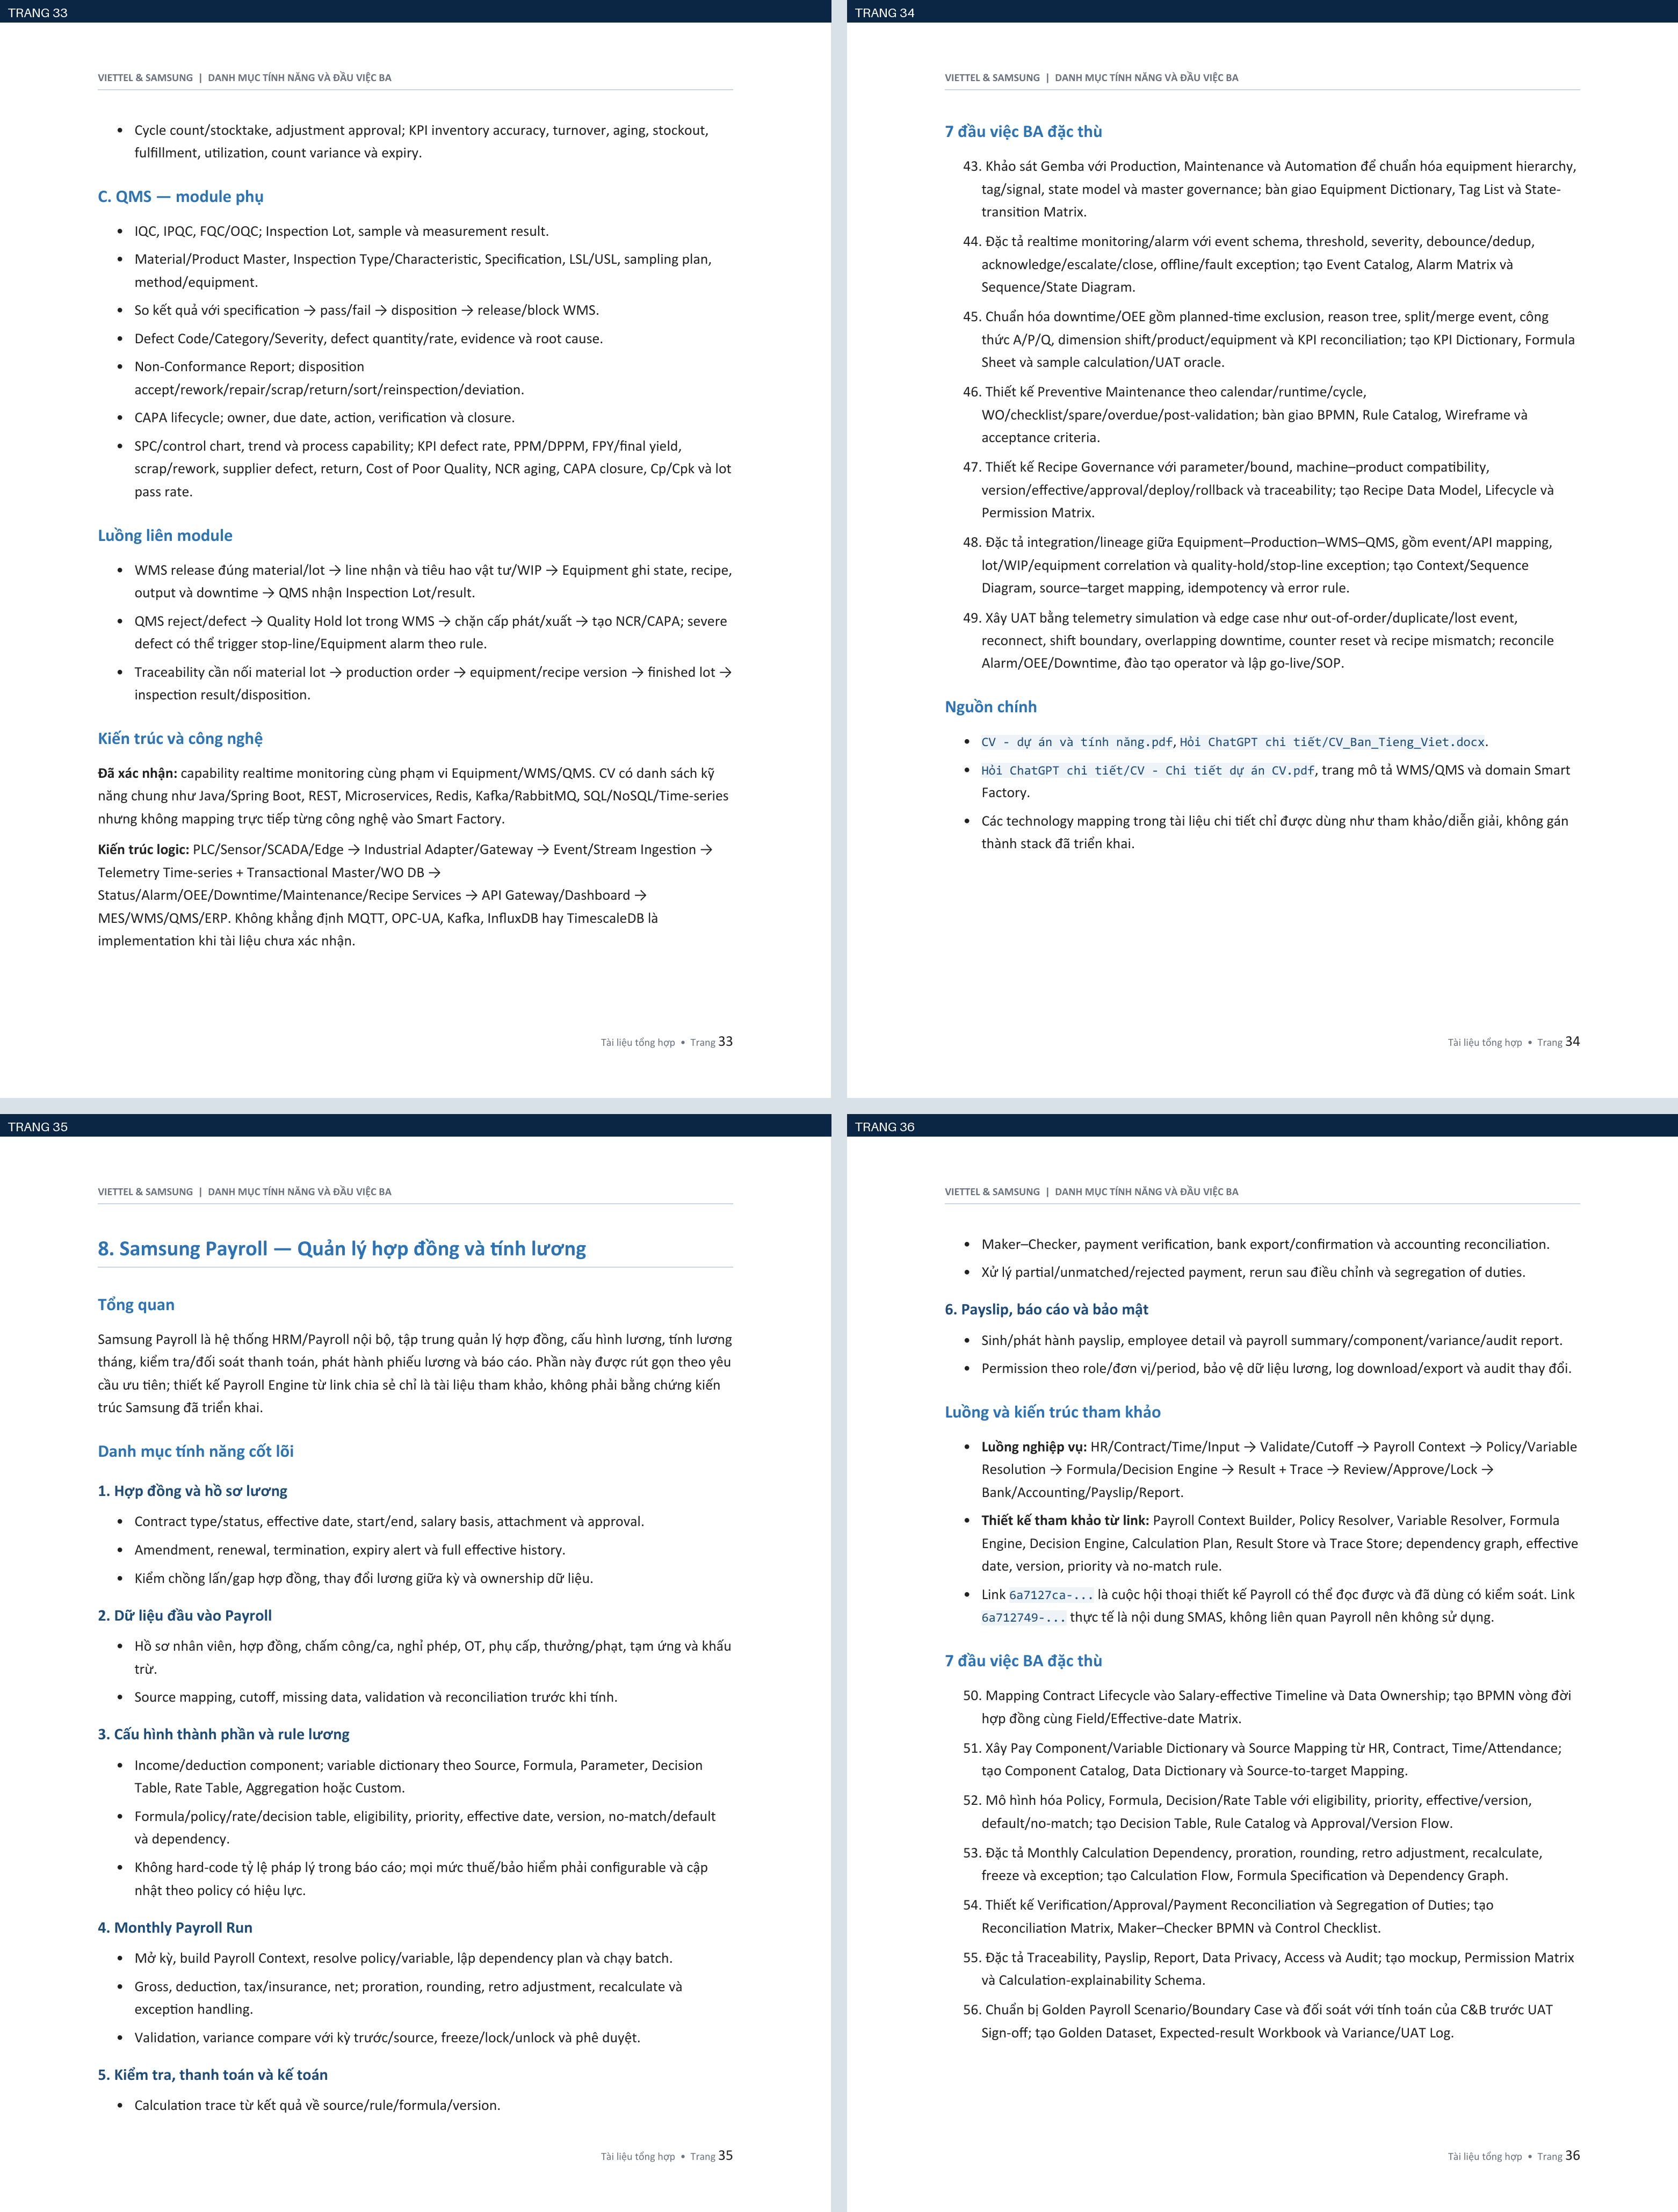 TRANG 33
VIETTEL & SAMSUNG | DANH MỤC TÍNH NĂNG VÀ ĐẦU VIỆC BA
• Cycle count/stocktake, adjustment approval; KPI inventory accuracy, turnover, aging, stockout,
fulfillment, utilization, count variance và expiry.
C. QMS — module phụ
• IQC, IPQC, FQC/OQC; Inspection Lot, sample và measurement result.
• Material/Product Master, Inspection Type/Characteristic, Specification, LSL/USL, sampling plan,
method/equipment.
• So kết quả với specification → pass/fail → disposition → release/block WMS.
• Defect Code/Category/Severity, defect quantity/rate, evidence và root cause.
• Non-Conformance Report; disposition
accept/rework/repair/scrap/return/sort/reinspection/deviation.
• CAPA lifecycle; owner, due date, action, verification và closure.
• SPC/control chart, trend và process capability; KPI defect rate, PPM/DPPM, FPY/final yield,
scrap/rework, supplier defect, return, Cost of Poor Quality, NCR aging, CAPA closure, Cp/Cpk và lot
pass rate.
Luồng liên module
• WMS release đúng material/lot → line nhận và tiêu hao vật tư/WIP → Equipment ghi state, recipe,
output và downtime → QMS nhận Inspection Lot/result.
• QMS reject/defect → Quality Hold lot trong WMS → chặn cấp phát/xuất → tạo NCR/CAPA; severe
defect có thể trigger stop-line/Equipment alarm theo rule.
• Traceability cần nối material lot → production order → equipment/recipe version → finished lot →
inspection result/disposition.
Kiến trúc và công nghệ
Đã xác nhận: capability realtime monitoring cùng phạm vi Equipment/WMS/QMS. CV có danh sách kỹ
năng chung như Java/Spring Boot, REST, Microservices, Redis, Kafka/RabbitMQ, SQL/NoSQL/Time-series
nhưng không mapping trực tiếp từng công nghệ vào Smart Factory.
Kiến trúc logic: PLC/Sensor/SCADA/Edge → Industrial Adapter/Gateway → Event/Stream Ingestion →
Telemetry Time-series + Transactional Master/WO DB →
Status/Alarm/OEE/Downtime/Maintenance/Recipe Services → API Gateway/Dashboard →
MES/WMS/QMS/ERP. Không khẳng định MQTT, OPC-UA, Kafka, InfluxDB hay TimescaleDB là
implementation khi tài liệu chưa xác nhận.
Tài liệu tổng hợp • Trang 33
TRANG 34
VIETTEL & SAMSUNG | DANH MỤC TÍNH NĂNG VÀ ĐẦU VIỆC BA
7 đầu việc BA đặc thù
43. Khảo sát Gemba với Production, Maintenance và Automation để chuẩn hóa equipment hierarchy,
tag/signal, state model và master governance; bàn giao Equipment Dictionary, Tag List và State-
transition Matrix.
44. Đặc tả realtime monitoring/alarm với event schema, threshold, severity, debounce/dedup,
acknowledge/escalate/close, offline/fault exception; tạo Event Catalog, Alarm Matrix và
Sequence/State Diagram.
45. Chuẩn hóa downtime/OEE gồm planned-time exclusion, reason tree, split/merge event, công
thức A/P/Q, dimension shift/product/equipment và KPI reconciliation; tạo KPI Dictionary, Formula
Sheet và sample calculation/UAT oracle.
46. Thiết kế Preventive Maintenance theo calendar/runtime/cycle,
WO/checklist/spare/overdue/post-validation; bàn giao BPMN, Rule Catalog, Wireframe và
acceptance criteria.
47. Thiết kế Recipe Governance với parameter/bound, machine–product compatibility,
version/effective/approval/deploy/rollback và traceability; tạo Recipe Data Model, Lifecycle và
Permission Matrix.
48. Đặc tả integration/lineage giữa Equipment–Production–WMS–QMS, gồm event/API mapping,
lot/WIP/equipment correlation và quality-hold/stop-line exception; tạo Context/Sequence
Diagram, source–target mapping, idempotency và error rule.
49. Xây UAT bằng telemetry simulation và edge case như out-of-order/duplicate/lost event,
reconnect, shift boundary, overlapping downtime, counter reset và recipe mismatch; reconcile
Alarm/OEE/Downtime, đào tạo operator và lập go-live/SOP.
Nguồn chính
• CV - dự án và tính năng.pdf, Hỏi ChatGPT chi tiết/CV_Ban_Tieng_Viet.docx.
• Hỏi ChatGPT chi tiết/CV - Chi tiết dự án CV.pdf, trang mô tả WMS/QMS và domain Smart
Factory.
• Các technology mapping trong tài liệu chi tiết chỉ được dùng như tham khảo/diễn giải, không gán
thành stack đã triển khai.
Tài liệu tổng hợp • Trang 34
TRANG 35
VIETTEL & SAMSUNG | DANH MỤC TÍNH NĂNG VÀ ĐẦU VIỆC BA
8. Samsung Payroll — Quản lý hợp đồng và tính lương
Tổng quan
Samsung Payroll là hệ thống HRM/Payroll nội bộ, tập trung quản lý hợp đồng, cấu hình lương, tính lương
tháng, kiểm tra/đối soát thanh toán, phát hành phiếu lương và báo cáo. Phần này được rút gọn theo yêu
cầu ưu tiên; thiết kế Payroll Engine từ link chia sẻ chỉ là tài liệu tham khảo, không phải bằng chứng kiến
trúc Samsung đã triển khai.
Danh mục tính năng cốt lõi
1. Hợp đồng và hồ sơ lương
• Contract type/status, effective date, start/end, salary basis, attachment và approval.
• Amendment, renewal, termination, expiry alert và full effective history.
• Kiểm chồng lấn/gap hợp đồng, thay đổi lương giữa kỳ và ownership dữ liệu.
2. Dữ liệu đầu vào Payroll
• Hồ sơ nhân viên, hợp đồng, chấm công/ca, nghỉ phép, OT, phụ cấp, thưởng/phạt, tạm ứng và khấu
trừ.
• Source mapping, cutoff, missing data, validation và reconciliation trước khi tính.
3. Cấu hình thành phần và rule lương
• Income/deduction component; variable dictionary theo Source, Formula, Parameter, Decision
Table, Rate Table, Aggregation hoặc Custom.
• Formula/policy/rate/decision table, eligibility, priority, effective date, version, no-match/default
và dependency.
• Không hard-code tỷ lệ pháp lý trong báo cáo; mọi mức thuế/bảo hiểm phải configurable và cập
nhật theo policy có hiệu lực.
4. Monthly Payroll Run
• Mở kỳ, build Payroll Context, resolve policy/variable, lập dependency plan và chạy batch.
• Gross, deduction, tax/insurance, net; proration, rounding, retro adjustment, recalculate và
exception handling.
• Validation, variance compare với kỳ trước/source, freeze/lock/unlock và phê duyệt.
5. Kiểm tra, thanh toán và kế toán
• Calculation trace từ kết quả về source/rule/formula/version.
Tài liệu tổng hợp • Trang 35
TRANG 36
VIETTEL & SAMSUNG | DANH MỤC TÍNH NĂNG VÀ ĐẦU VIỆC BA
• Maker–Checker, payment verification, bank export/confirmation và accounting reconciliation.
• Xử lý partial/unmatched/rejected payment, rerun sau điều chỉnh và segregation of duties.
6. Payslip, báo cáo và bảo mật
• Sinh/phát hành payslip, employee detail và payroll summary/component/variance/audit report.
• Permission theo role/đơn vị/period, bảo vệ dữ liệu lương, log download/export và audit thay đổi.
Luồng và kiến trúc tham khảo
• Luồng nghiệp vụ: HR/Contract/Time/Input → Validate/Cutoff → Payroll Context → Policy/Variable
Resolution → Formula/Decision Engine → Result + Trace → Review/Approve/Lock →
Bank/Accounting/Payslip/Report.
• Thiết kế tham khảo từ link: Payroll Context Builder, Policy Resolver, Variable Resolver, Formula
Engine, Decision Engine, Calculation Plan, Result Store và Trace Store; dependency graph, effective
date, version, priority và no-match rule.
• Link 6a7127ca-... là cuộc hội thoại thiết kế Payroll có thể đọc được và đã dùng có kiểm soát. Link
6a712749-... thực tế là nội dung SMAS, không liên quan Payroll nên không sử dụng.
7 đầu việc BA đặc thù
50. Mapping Contract Lifecycle vào Salary-effective Timeline và Data Ownership; tạo BPMN vòng đời
hợp đồng cùng Field/Effective-date Matrix.
51. Xây Pay Component/Variable Dictionary và Source Mapping từ HR, Contract, Time/Attendance;
tạo Component Catalog, Data Dictionary và Source-to-target Mapping.
52. Mô hình hóa Policy, Formula, Decision/Rate Table với eligibility, priority, effective/version,
default/no-match; tạo Decision Table, Rule Catalog và Approval/Version Flow.
53. Đặc tả Monthly Calculation Dependency, proration, rounding, retro adjustment, recalculate,
freeze và exception; tạo Calculation Flow, Formula Specification và Dependency Graph.
54. Thiết kế Verification/Approval/Payment Reconciliation và Segregation of Duties; tạo
Reconciliation Matrix, Maker–Checker BPMN và Control Checklist.
55. Đặc tả Traceability, Payslip, Report, Data Privacy, Access và Audit; tạo mockup, Permission Matrix
và Calculation-explainability Schema.
56. Chuẩn bị Golden Payroll Scenario/Boundary Case và đối soát với tính toán của C&B trước UAT
Sign-off; tạo Golden Dataset, Expected-result Workbook và Variance/UAT Log.
Tài liệu tổng hợp • Trang 36